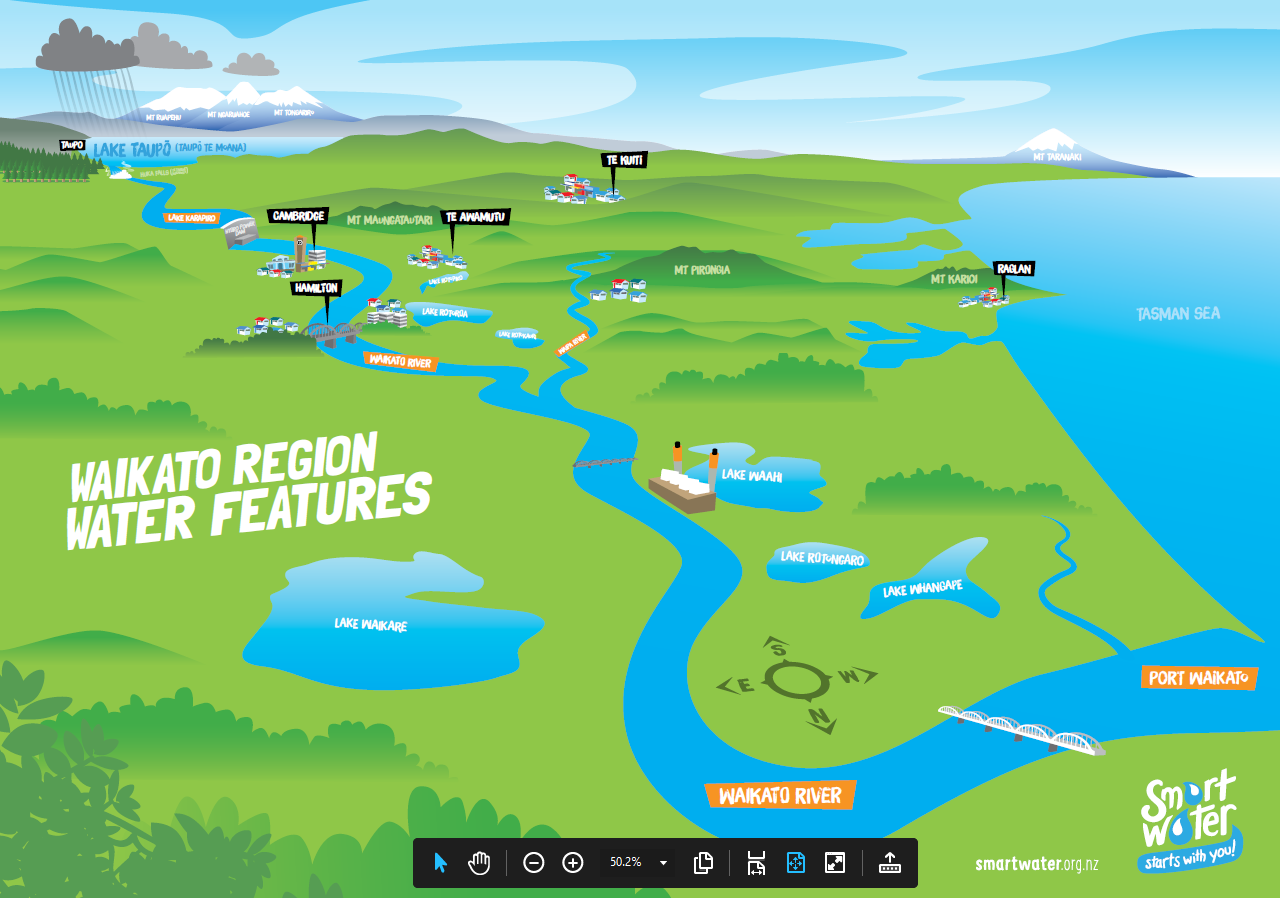 MT RUAPEHU
MT NGAURUHOE
MT TONGARIRO
TAUPO
LAKE TAUPŌ (TAUPŌ TE MOANA)
MT TARANAKI
TE KUITI
LAKE KARAPIRO
CAMBRIDGE
MT MAUNGATAUTARI
TE AWAMUTU
MT PIRONGIA
MT KARIOI
RAGLAN
HAMILTON
LAKE ROTOROA
TASMAN SEA
WAIPA RIVER
WAIKATO RIVER
WAIKATO REGION
WATER FEATURES
LAKE WAAHI
LAKE ROTONGARO
LAKE WHANGAPE
LAKE WAIKARE
S
E
W
N
PORT WAIKATO
WAIKATO RIVER
Smart
water
starts with you!
smartwater.org.nz
50.2%